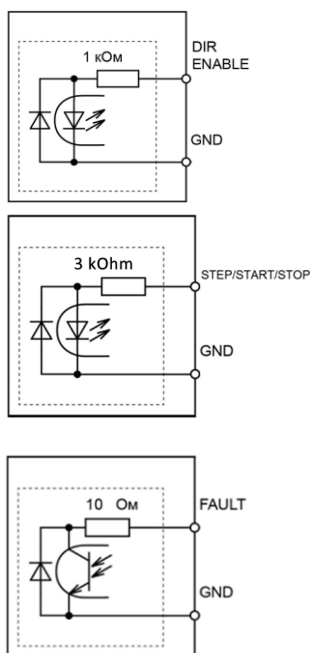 1 кОм
DIR
ENABLE
GND
3 kOhm
STEP/START/STOP
GND
10 Ом
FAULT
GND